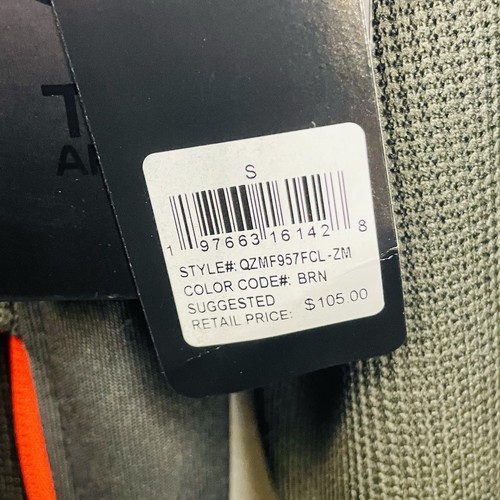 S
1 97663 16142 8
STYLE#: QZMF957FCL-ZM
COLOR CODE#: BRN
SUGGESTED
RETAIL PRICE: $105.00